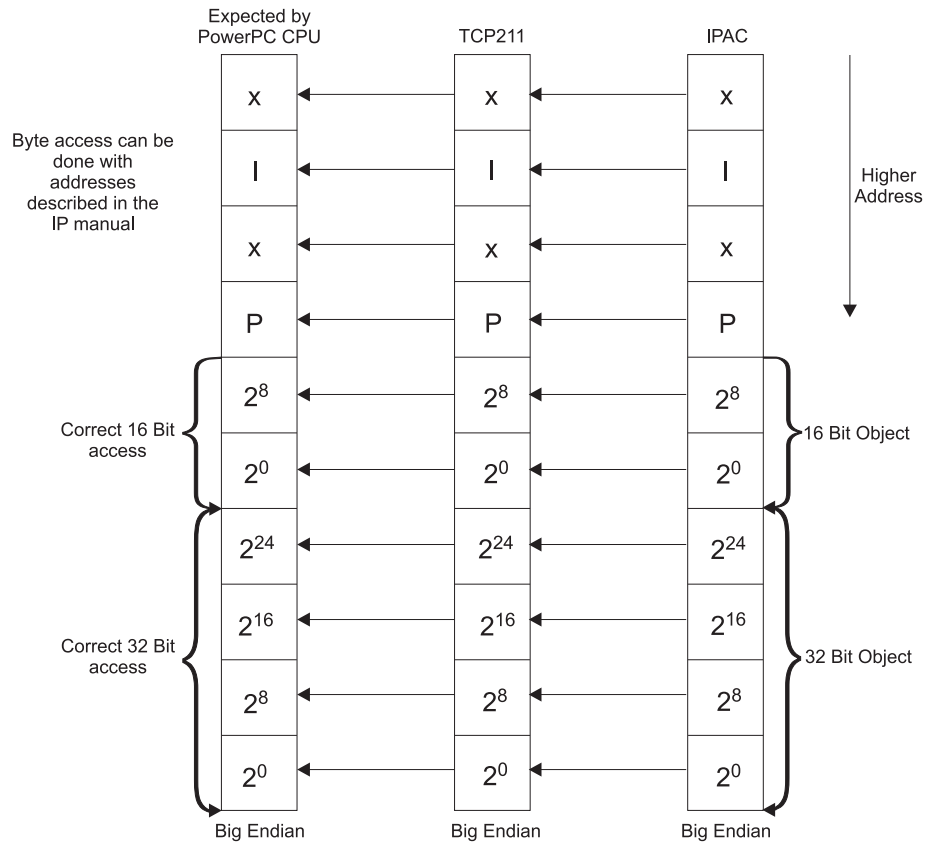 Expected by
PowerPC CPU
TCP211
IPAC
x x x
Byte access can be
done with
addresses
described in the
IP manual
I I I
Higher
Address
x x x
P P P
2⁸ 2⁸ 2⁸
Correct 16 Bit
access
16 Bit Object
2⁰ 2⁰ 2⁰
2²⁴ 2²⁴ 2²⁴
2¹⁶ 2¹⁶ 2¹⁶
Correct 32 Bit
access
32 Bit Object
2⁸ 2⁸ 2⁸
2⁰ 2⁰ 2⁰
Big Endian Big Endian Big Endian